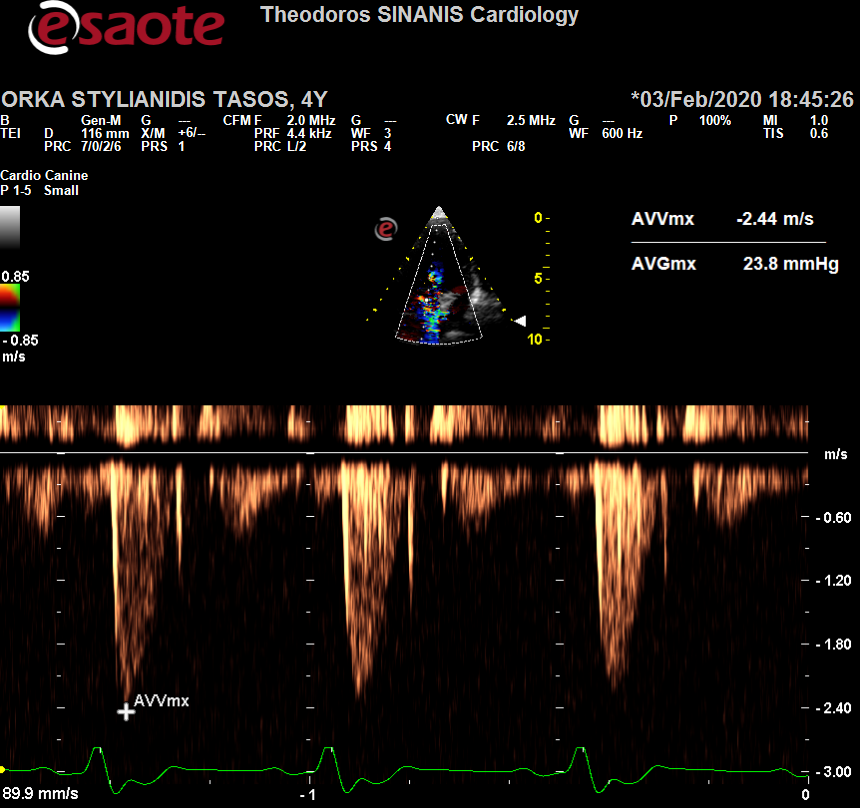 esaote
Theodoros SINANIS Cardiology
ORKA STYLIANIDIS TASOS, 4Y
*03/Feb/2020 18:45:26
B Gen-M G --- CFM F 2.0 MHz G --- CW F 2.5 MHz G --- P 100% MI 1.0
TEI D 116 mm X/M +6/-- PRF 4.4 kHz WF 3 WF 600 Hz TIS 0.6
PRC 7/0/2/6 PRS 1 PRC L/2 PRS 4 PRC 6/8
Cardio Canine
P 1-5 Small
e
0
5
10
AVVmx -2.44 m/s
AVGmx 23.8 mmHg
0.85
-0.85
m/s
m/s
-0.60
-1.20
-1.80
AVVmx
-2.40
-3.00
89.9 mm/s
-1
0